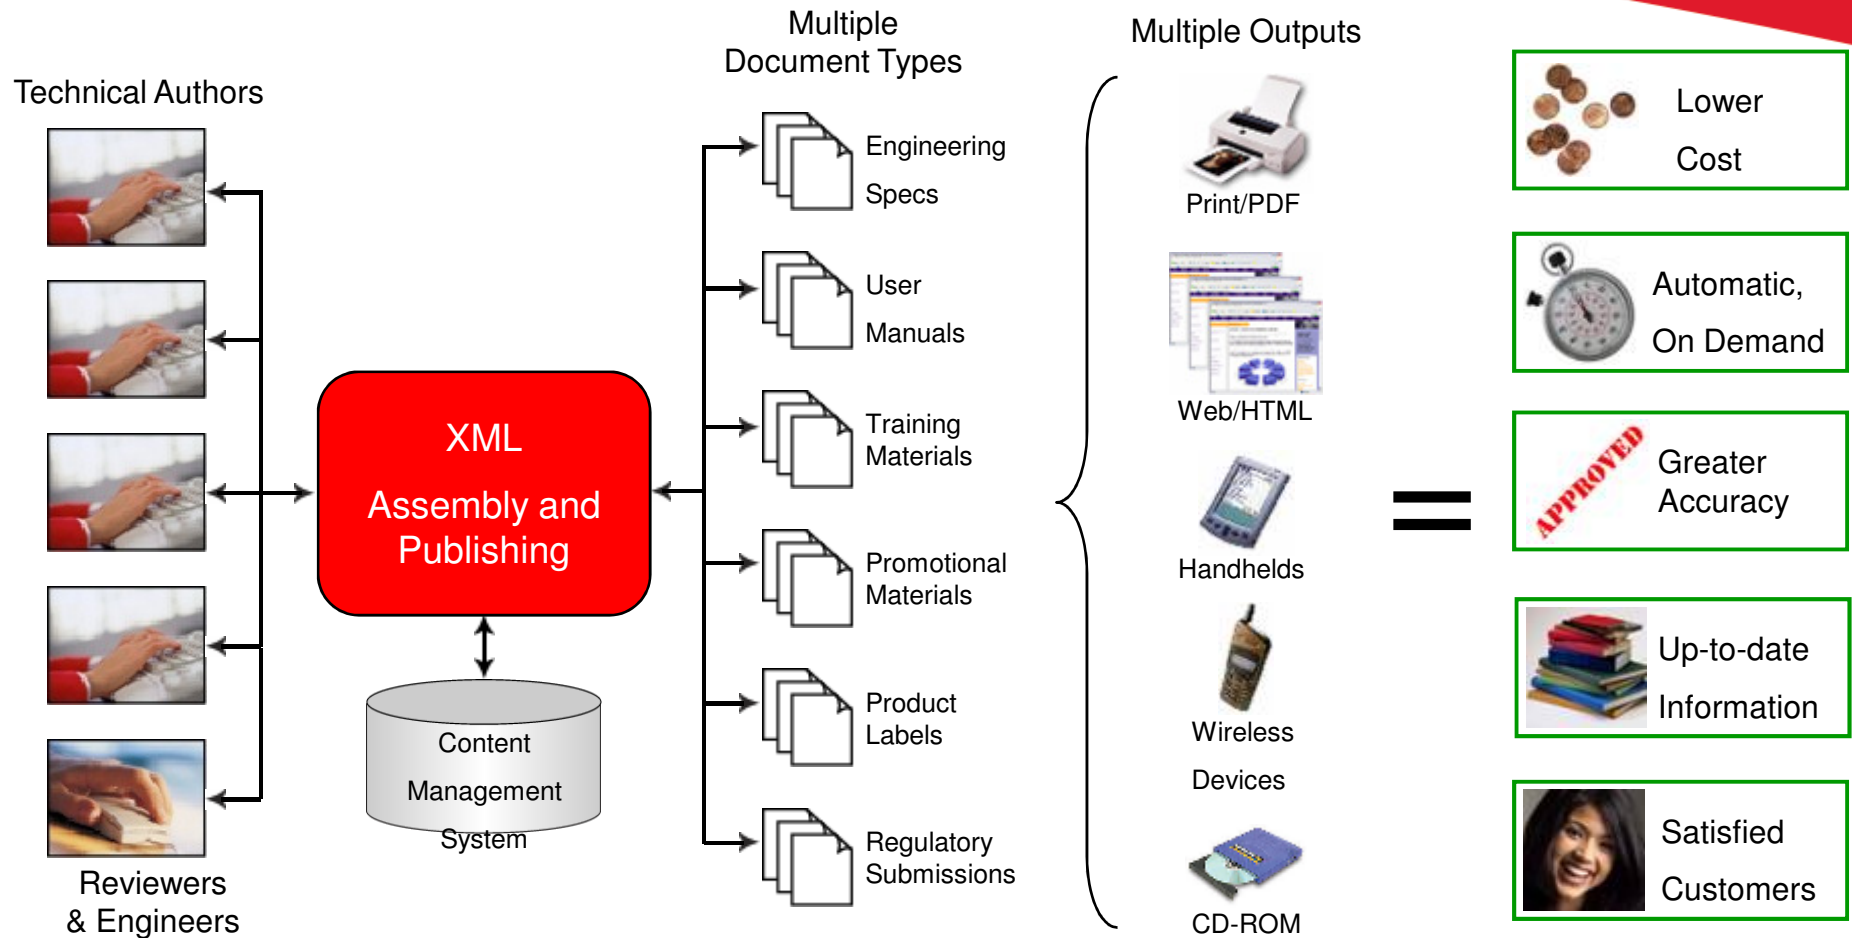 Technical Authors
Reviewers
& Engineers
XML
Assembly and
Publishing
Content
Management
System
Multiple
Document Types
Engineering
Specs
User
Manuals
Training
Materials
Promotional
Materials
Product
Labels
Regulatory
Submissions
Multiple Outputs
Print/PDF
Web/HTML
Handhelds
Wireless
Devices
CD-ROM
=
Lower
Cost
Automatic,
On Demand
APPROVED
Greater
Accuracy
Up-to-date
Information
Satisfied
Customers